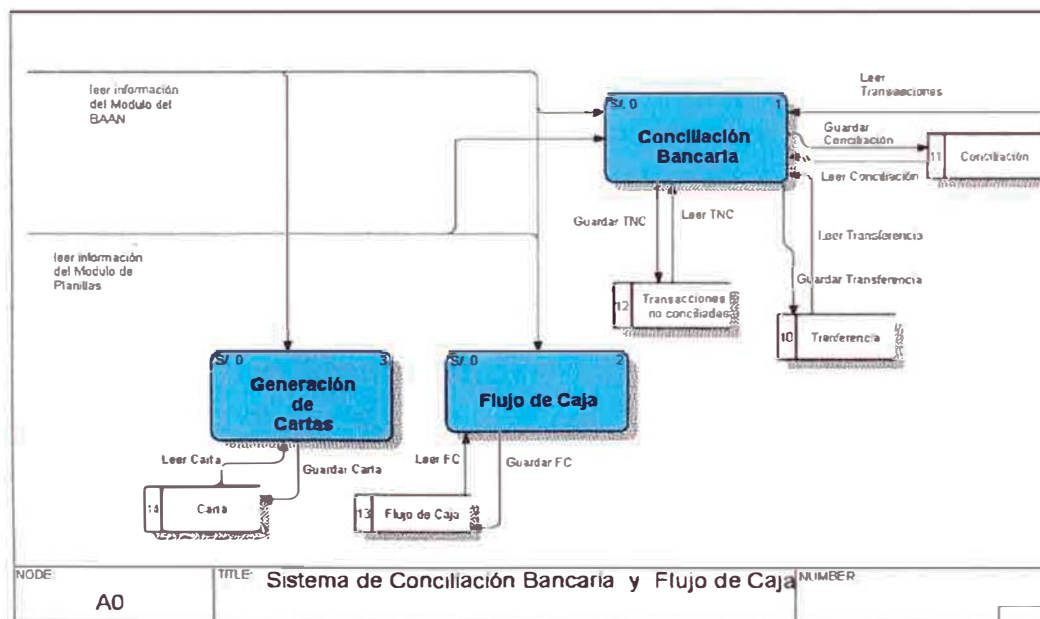 leer información
del Modulo del
BAAN
S/. 0
1
Conciliación
Bancaria
Leer
Transacciones
Guardar
Conciliación
11
Conciliación
Leer Conciliación
Guardar TNC
Leer TNC
Leer Transferencia
Guardar Transferencia
leer información
del Modulo de
Planillas
12
Transacciones
no conciliadas
10
Tranferencia
S/. 0
3
Generación
de
Cartas
S/. 0
2
Flujo de Caja
Leer Carta
Guardar Carta
Leer FC
Guardar FC
14
Carta
13
Flujo de Caja
NODE:
A0
TITLE:
Sistema de Conciliación Bancaria y Flujo de Caja
NUMBER